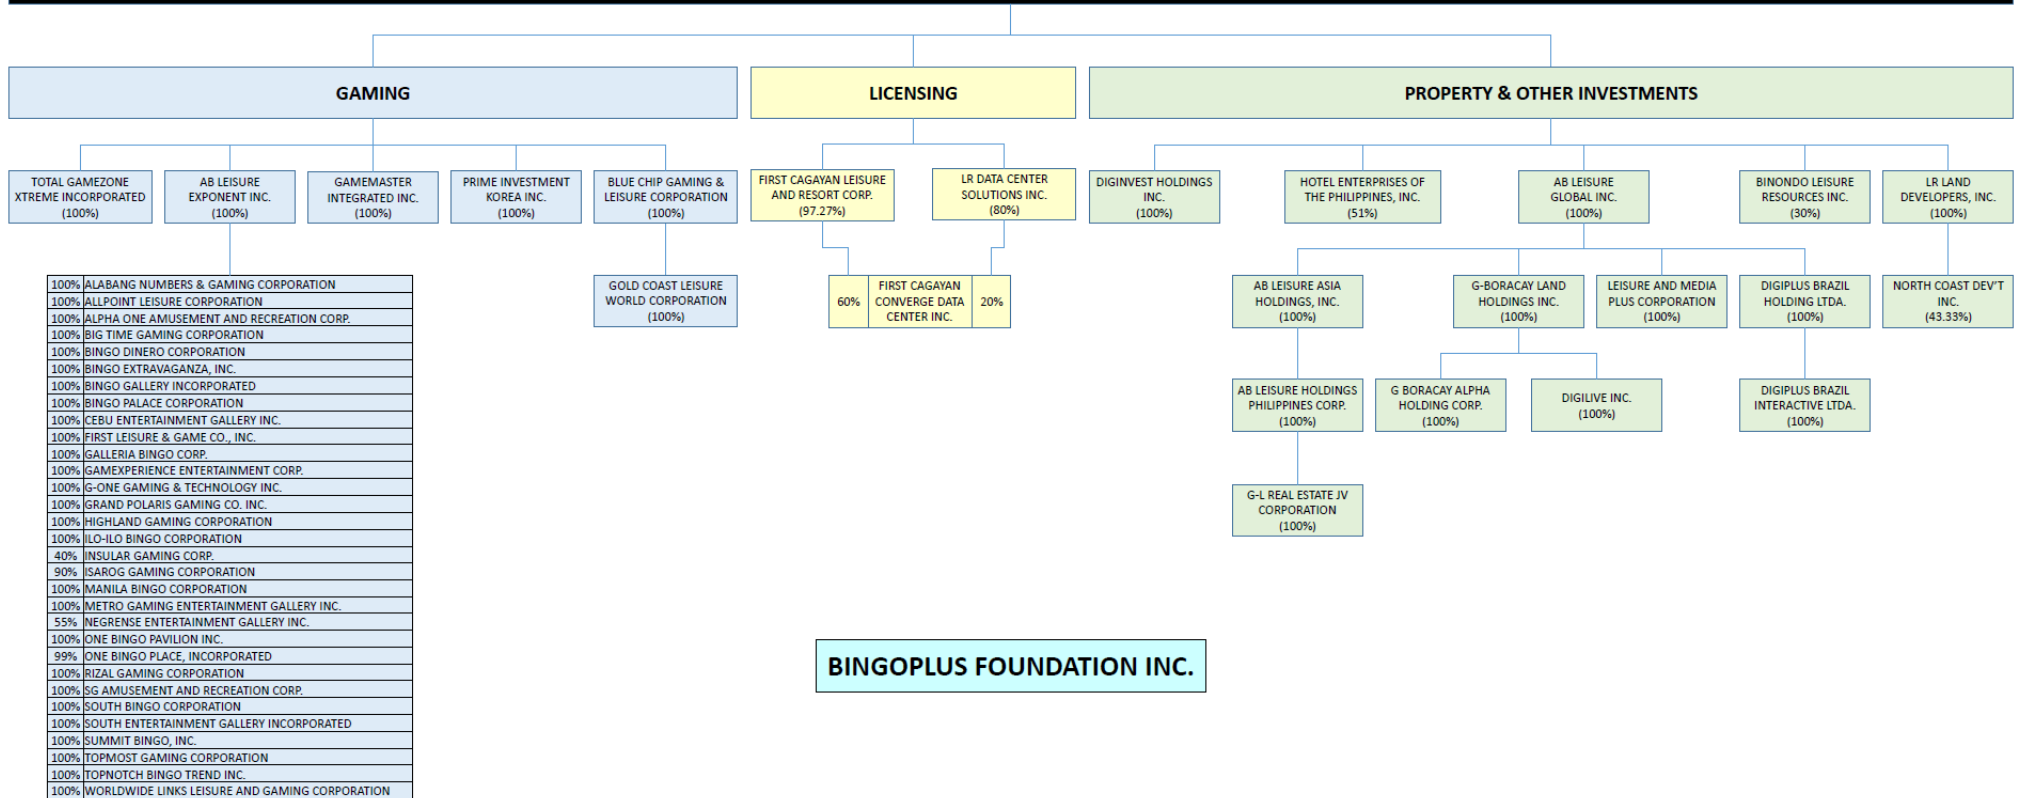 GAMING
LICENSING
PROPERTY & OTHER INVESTMENTS
TOTAL GAMEZONE
XTREME INCORPORATED
(100%)
AB LEISURE
EXPONENT INC.
(100%)
GAMEMASTER
INTEGRATED INC.
(100%)
PRIME INVESTMENT
KOREA INC.
(100%)
BLUE CHIP GAMING &
LEISURE CORPORATION
(100%)
FIRST CAGAYAN LEISURE
AND RESORT CORP.
(97.27%)
LR DATA CENTER
SOLUTIONS INC.
(80%)
DIGINVEST HOLDINGS
INC.
(100%)
HOTEL ENTERPRISES OF
THE PHILIPPINES, INC.
(51%)
AB LEISURE
GLOBAL INC.
(100%)
BINONDO LEISURE
RESOURCES INC.
(30%)
LR LAND
DEVELOPERS, INC.
(100%)
100% ALABANG NUMBERS & GAMING CORPORATION
100% ALLPOINT LEISURE CORPORATION
100% ALPHA ONE AMUSEMENT AND RECREATION CORP.
100% BIG TIME GAMING CORPORATION
100% BINGO DINERO CORPORATION
100% BINGO EXTRAVAGANZA, INC.
100% BINGO GALLERY INCORPORATED
100% BINGO PALACE CORPORATION
100% CEBU ENTERTAINMENT GALLERY INC.
100% FIRST LEISURE & GAME CO., INC.
100% GALLERIA BINGO CORP.
100% GAMEXPERIENCE ENTERTAINMENT CORP.
100% G-ONE GAMING & TECHNOLOGY INC.
100% GRAND POLARIS GAMING CO. INC.
100% HIGHLAND GAMING CORPORATION
100% ILO-ILO BINGO CORPORATION
40% INSULAR GAMING CORP.
90% ISAROG GAMING CORPORATION
100% MANILA BINGO CORPORATION
100% METRO GAMING ENTERTAINMENT GALLERY INC.
55% NEGRENSE ENTERTAINMENT GALLERY INC.
100% ONE BINGO PAVILION INC.
99% ONE BINGO PLACE, INCORPORATED
100% RIZAL GAMING CORPORATION
100% SG AMUSEMENT AND RECREATION CORP.
100% SOUTH BINGO CORPORATION
100% SOUTH ENTERTAINMENT GALLERY INCORPORATED
100% SUMMIT BINGO, INC.
100% TOPMOST GAMING CORPORATION
100% TOPNOTCH BINGO TREND INC.
100% WORLDWIDE LINKS LEISURE AND GAMING CORPORATION
GOLD COAST LEISURE
WORLD CORPORATION
(100%)
60%
FIRST CAGAYAN
CONVERGE DATA
CENTER INC.
20%
AB LEISURE ASIA
HOLDINGS, INC.
(100%)
G-BORACAY LAND
HOLDINGS INC.
(100%)
LEISURE AND MEDIA
PLUS CORPORATION
(100%)
DIGIPLUS BRAZIL
HOLDING LTDA.
(100%)
NORTH COAST DEV'T
INC.
(43.33%)
AB LEISURE HOLDINGS
PHILIPPINES CORP.
(100%)
G BORACAY ALPHA
HOLDING CORP.
(100%)
DIGILIVE INC.
(100%)
DIGIPLUS BRAZIL
INTERACTIVE LTDA.
(100%)
G-L REAL ESTATE JV
CORPORATION
(100%)
BINGOPLUS FOUNDATION INC.